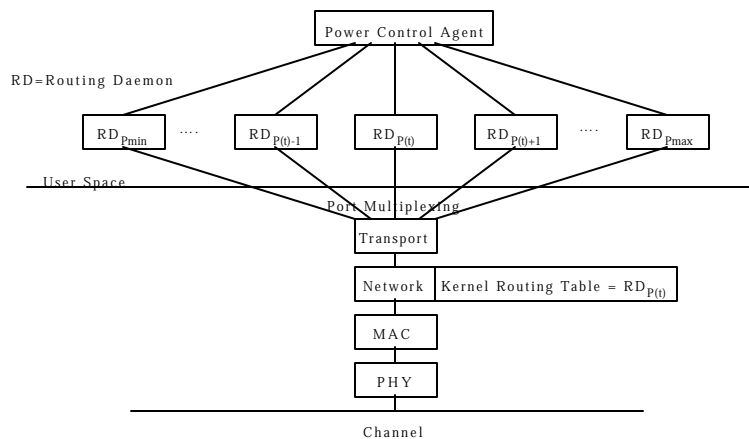 Power Control Agent
RD=Routing Daemon
RD_Pmin .... RD_P(t)-1 RD_P(t) RD_P(t)+1 .... RD_Pmax
User Space
Port Multiplexing
Transport
Network Kernel Routing Table = RD_P(t)
MAC
PHY
Channel